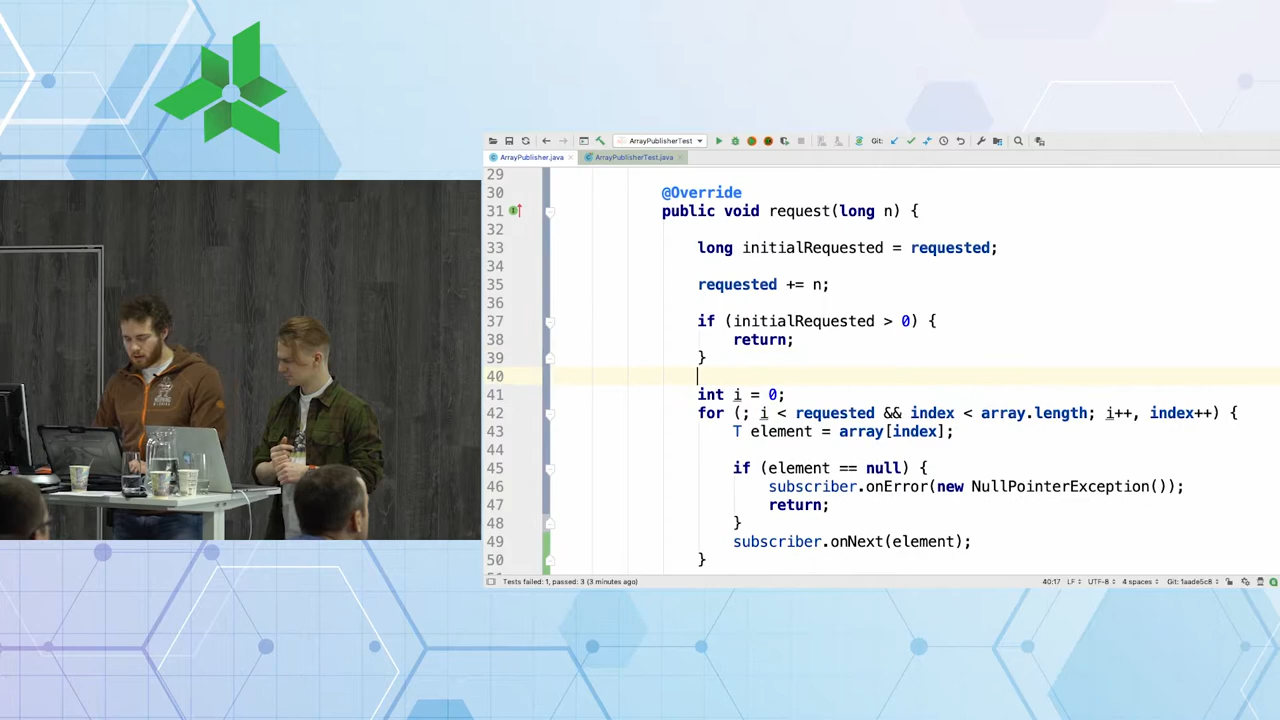 ArrayPublisherTest
Git:
ArrayPublisher.java
ArrayPublisherTest.java
29
30 @Override
31 public void request(long n) {
32
33 long initialRequested = requested;
34
35 requested += n;
36
37 if (initialRequested > 0) {
38 return;
39 }
40
41 int i = 0;
42 for (; i < requested && index < array.length; i++, index++) {
43 T element = array[index];
44
45 if (element == null) {
46 subscriber.onError(new NullPointerException());
47 return;
48 }
49 subscriber.onNext(element);
50 }
Tests failed: 1, passed: 3 (3 minutes ago)
40:17 LF UTF-8 4 spaces Git: 1aade5c8